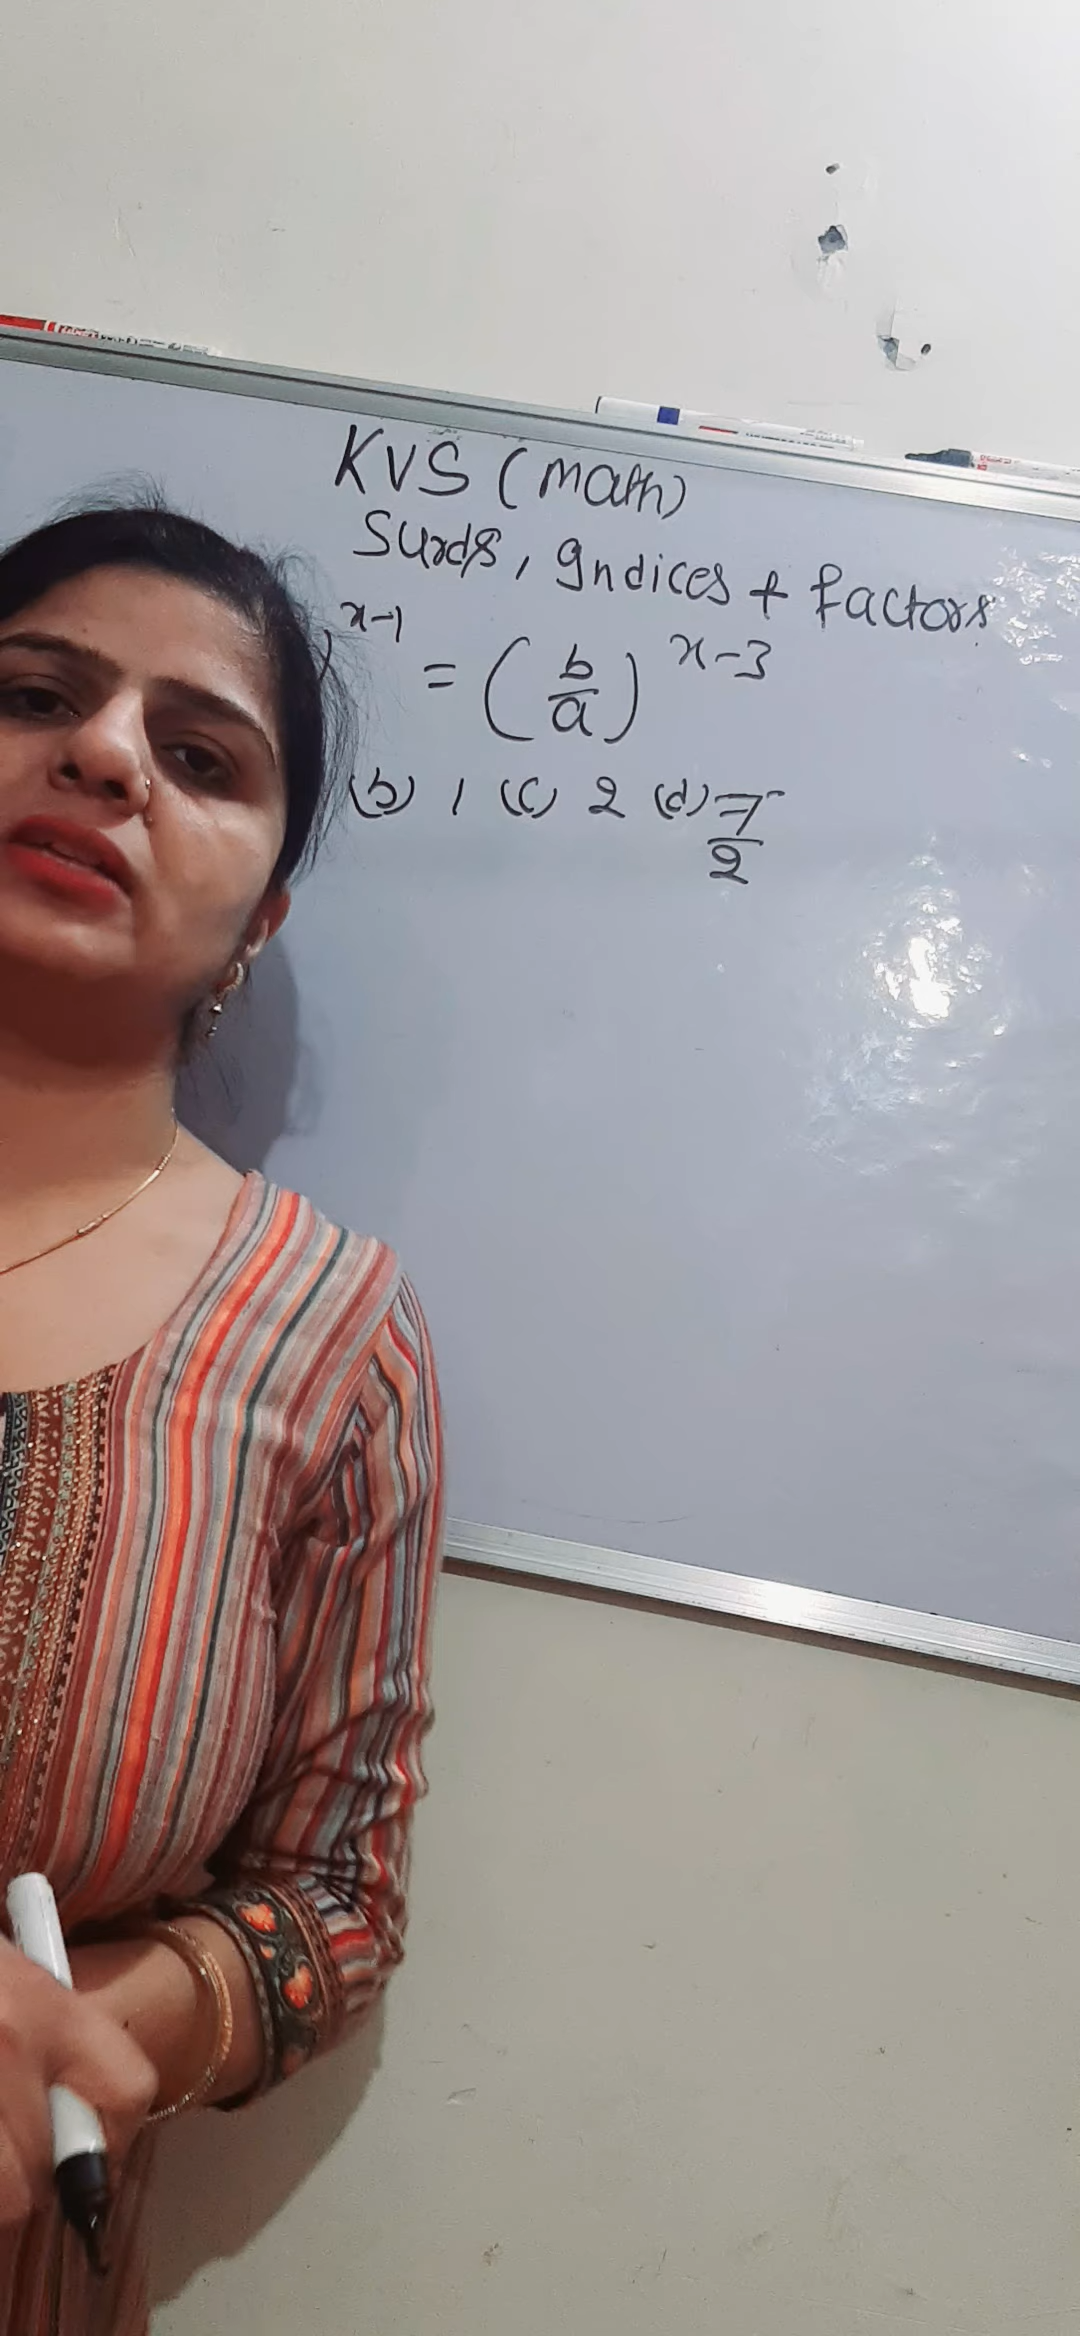 KVS (math)
Surds, Indices + factors
)^{x-1} = (b/a)^{x-3}
(b) 1 (c) 2 (d) 7/2